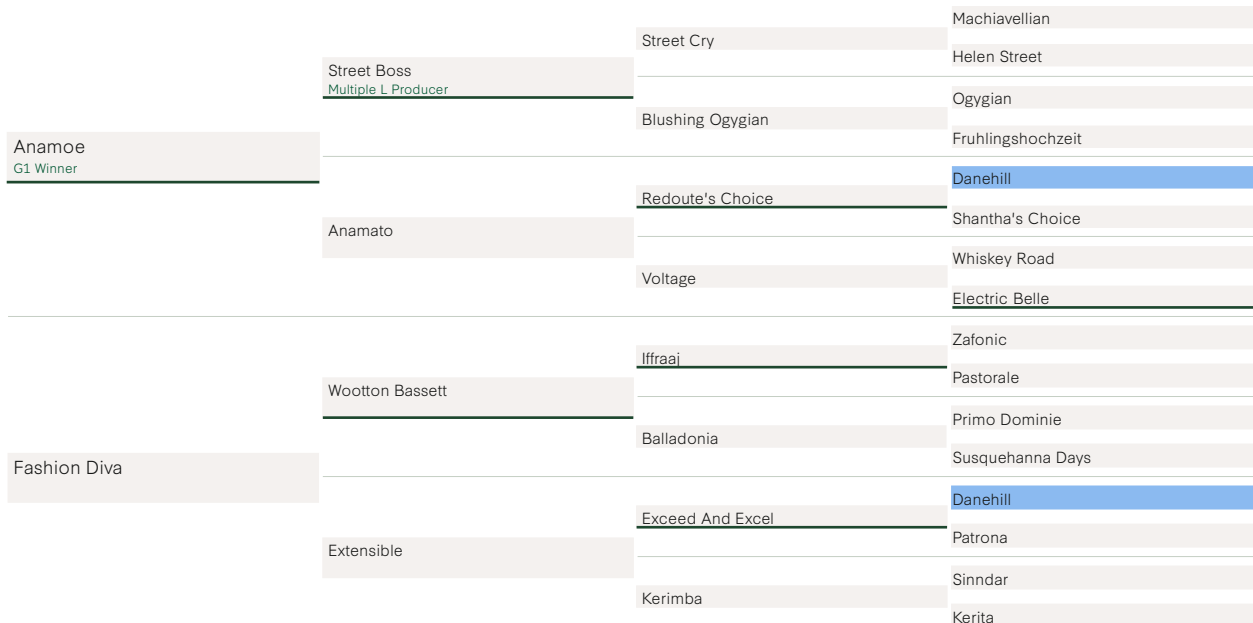 Anamoe
G1 Winner
Fashion Diva
Street Boss
Multiple L Producer
Anamato
Wootton Bassett
Extensible
Street Cry
Blushing Ogygian
Redoute's Choice
Voltage
Iffraaj
Balladonia
Exceed And Excel
Kerimba
Machiavellian
Helen Street
Ogygian
Fruhlingshochzeit
Danehill
Shantha's Choice
Whiskey Road
Electric Belle
Zafonic
Pastorale
Primo Dominie
Susquehanna Days
Danehill
Patrona
Sinndar
Kerita